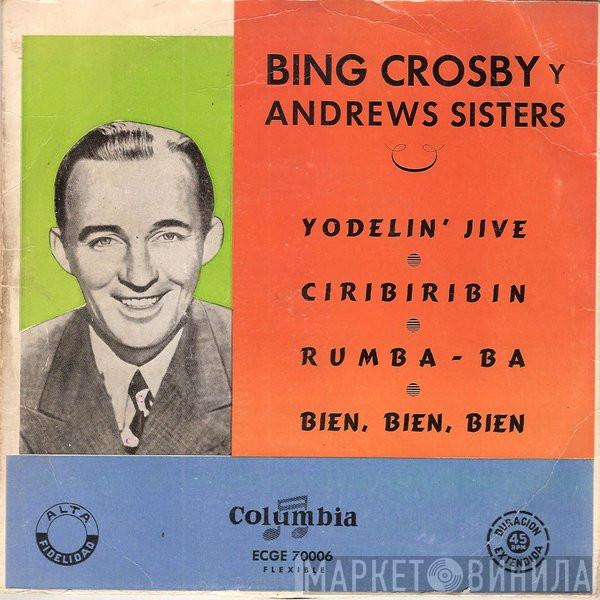 BING CROSBY Y
ANDREWS SISTERS
YODELIN' JIVE
CIRIBIRIBIN
RUMBA-BA
BIEN, BIEN, BIEN
ALTA
FIDELIDAD
Columbia
ECGE 70006
FLEXIBLE
DURACION
45
RPM
EXTENDIDA
МАРКЕТ ВИНИЛА